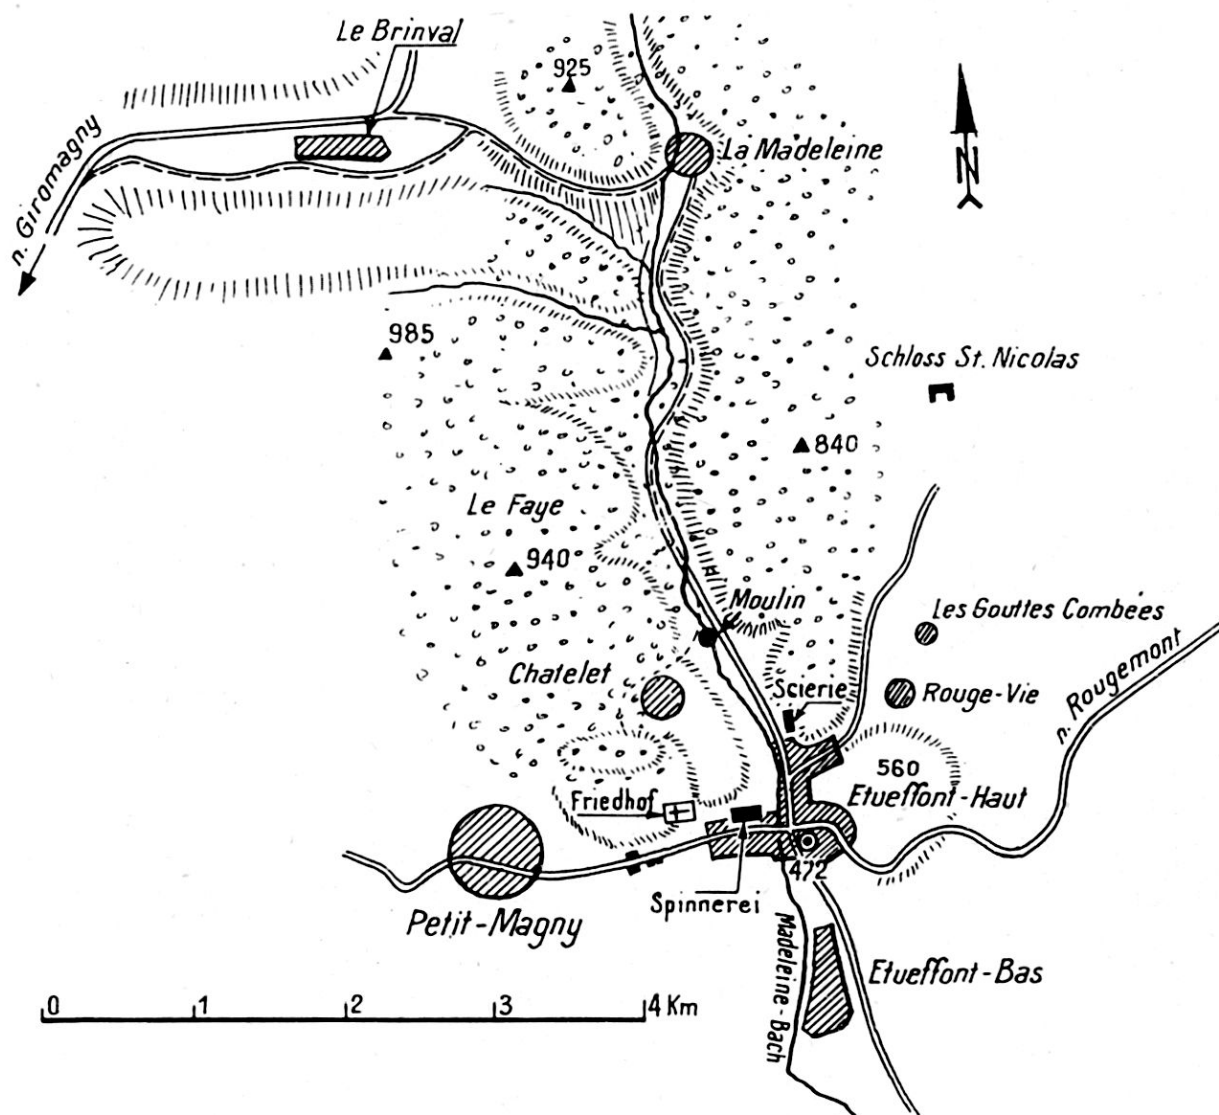 Le Brinval
925
La Madeleine
N
n. Giromagny
985
Schloss St. Nicolas
840
Le Faye
940
Moulin
Les Gouttes Combées
Chatelet
Scierie
Rouge-Vie
n. Rougemont
560
Etueffont-Haut
Friedhof
472
Spinnerei
Petit-Magny
Madeleine-Bach
Etueffont-Bas
0 1 2 3 4 Km